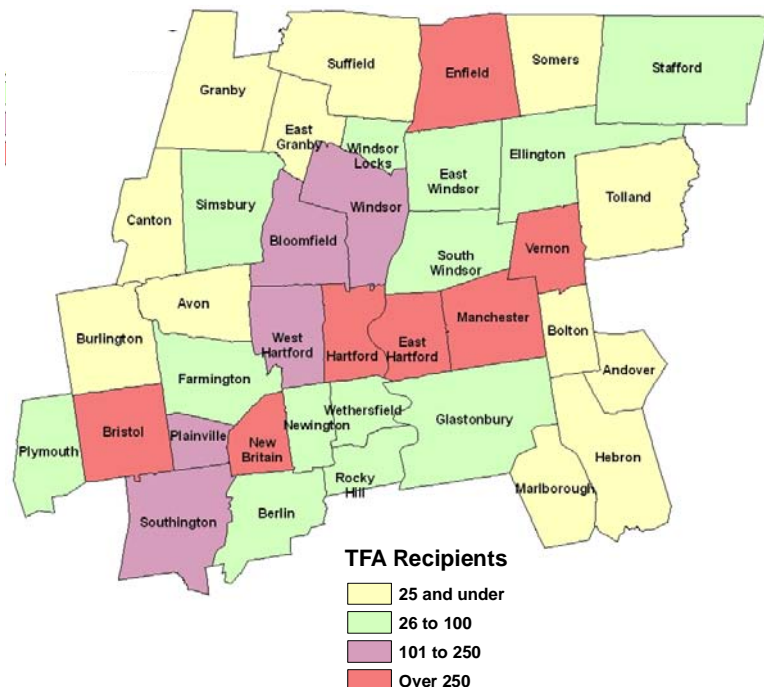 Suffield
Enfield
Somers
Stafford
Granby
East
Granby
Windsor
Locks
East
Windsor
Ellington
Tolland
Canton
Simsbury
Bloomfield
Windsor
South
Windsor
Vernon
Burlington
Avon
West
Hartford
Hartford
East
Hartford
Manchester
Bolton
Andover
Farmington
Plymouth
Bristol
Plainville
New
Britain
Newington
Wethersfield
Glastonbury
Hebron
Rocky
Hill
Marlborough
Southington
Berlin
TFA Recipients
25 and under
26 to 100
101 to 250
Over 250